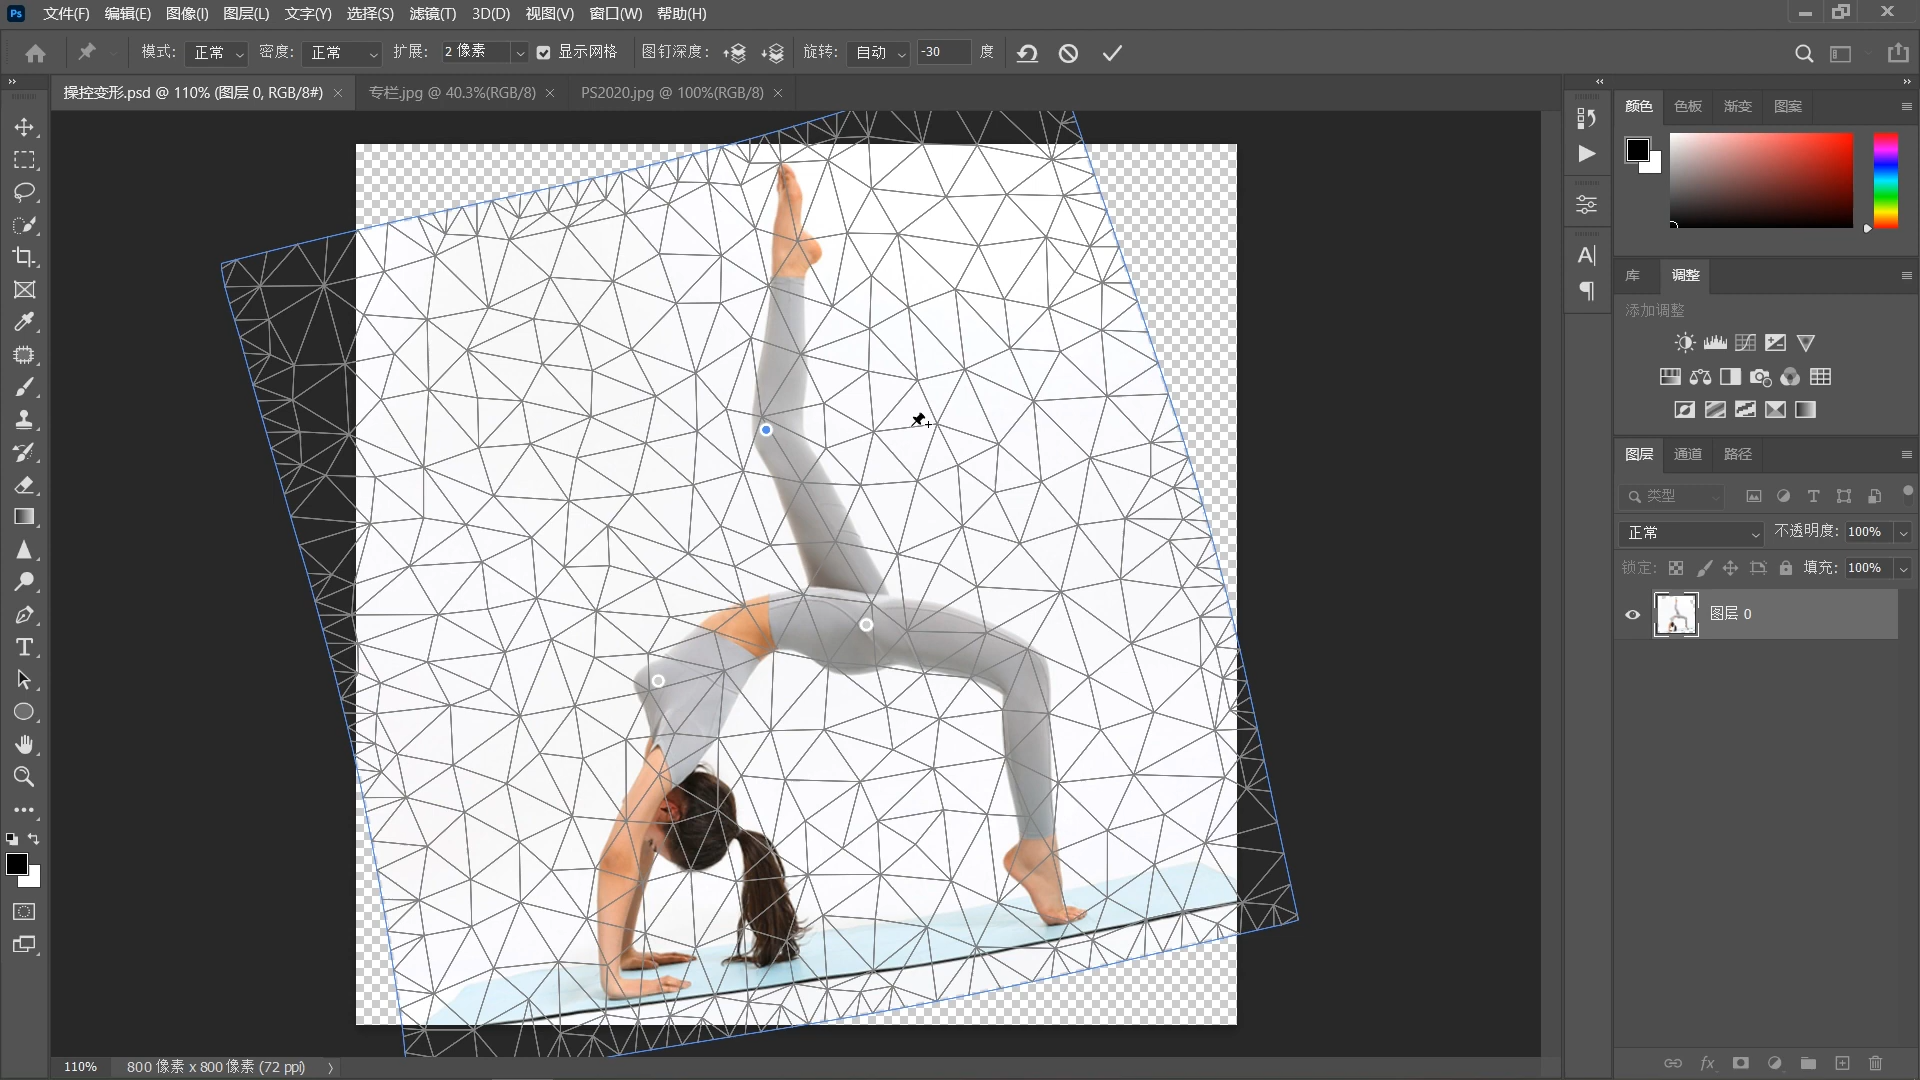 Ps 文件(F) 编辑(E) 图像(I) 图层(L) 文字(Y) 选择(S) 滤镜(T) 3D(D) 视图(V) 窗口(W) 帮助(H)
模式: 正常 密度: 正常 扩展: 2 像素 显示网格 图钉深度: 旋转: 自动 -30 度
操控变形.psd @ 110% (图层 0, RGB/8#) × 专栏.jpg @ 40.3%(RGB/8) × PS2020.jpg @ 100%(RGB/8) ×
颜色 色板 渐变 图案
库 调整
添加调整
图层 通道 路径
类型
正常 不透明度: 100%
锁定: 填充: 100%
图层 0
110% 800 像素 x 800 像素 (72 ppi)
fx